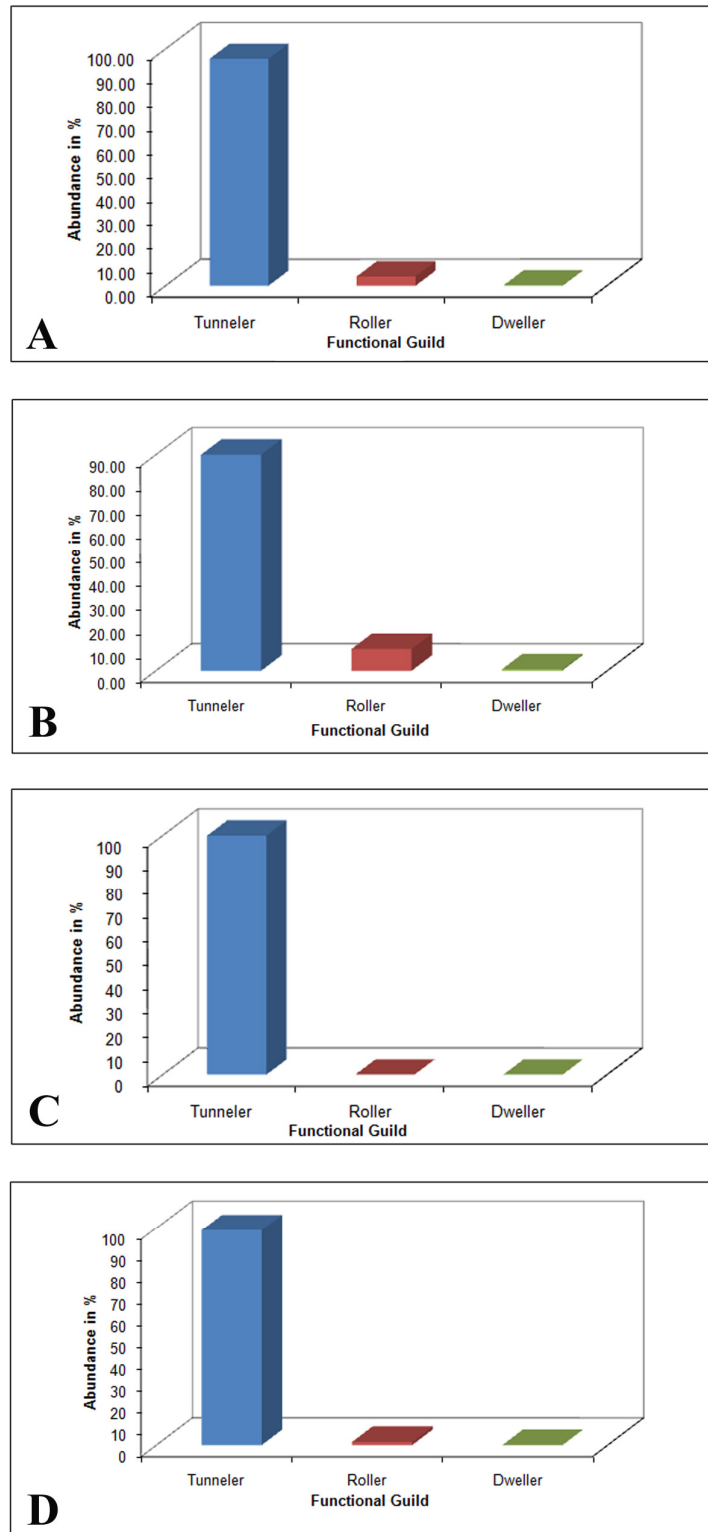 Abundance in %
100.00
90.00
80.00
70.00
60.00
50.00
40.00
30.00
20.00
10.00
0.00
Tunneler Roller Dweller
Functional Guild
A
Abundance in %
90.00
80.00
70.00
60.00
50.00
40.00
30.00
20.00
10.00
0.00
Tunneler Roller Dweller
Functional Guild
B
Abundance in %
100
90
80
70
60
50
40
30
20
10
0
Tunneler Roller Dweller
Functional Guild
C
Abundance in %
100
90
80
70
60
50
40
30
20
10
0
Tunneler Roller Dweller
Functional Guild
D